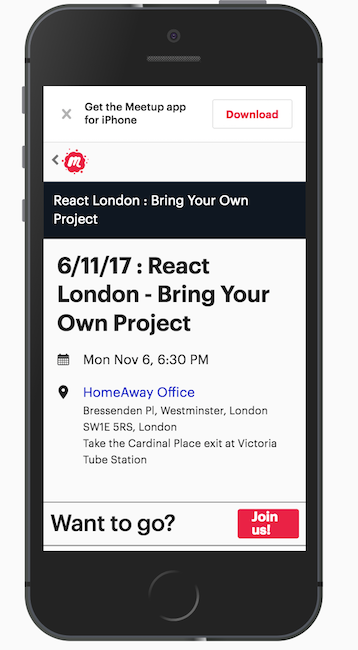 Get the Meetup app
for iPhone
Download
m
React London : Bring Your Own
Project
6/11/17 : React
London - Bring Your
Own Project
Mon Nov 6, 6:30 PM
HomeAway Office
Bressenden Pl, Westminster, London
SW1E 5RS, London
Take the Cardinal Place exit at Victoria
Tube Station
Want to go?
Join
us!